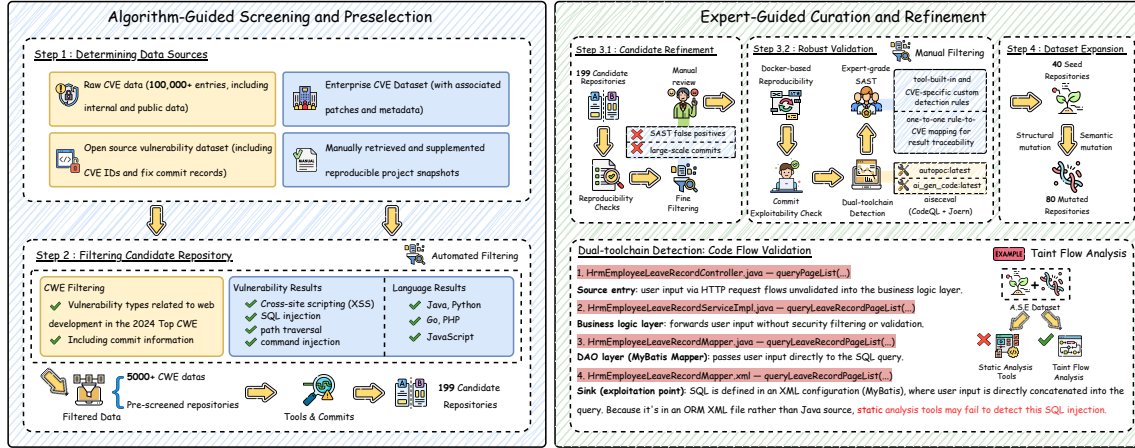 Algorithm-Guided Screening and Preselection
Step 1 : Determining Data Sources
Raw CVE data (100,000+ entries, including
internal and public data)
Enterprise CVE Dataset (with associated
patches and metadata)
Open source vulnerability dataset (including
CVE IDs and fix commit records)
MANUAL
Manually retrieved and supplemented
reproducible project snapshots
Step 2 : Filtering Candidate Repository
Automated Filtering
CWE Filtering
Vulnerability types related to web
development in the 2024 Top CWE
Including commit information
Vulnerability Results
Cross-site scripting (XSS)
SQL injection
path traversal
command injection
Language Results
Java, Python
Go, PHP
JavaScript
Filtered Data
5000+ CWE datas
Pre-screened repositories
Tools & Commits
A B
199 Candidate
Repositories
Expert-Guided Curation and Refinement
Step 3.1 : Candidate Refinement
199 Candidate
Repositories
A B
Manual
review
SAST false positives
large-scale commits
Reproducibility
Checks
Fine
Filtering
Step 3.2 : Robust Validation
Manual Filtering
Docker-based
Reproducibility
Expert-grade
SAST
tool-built-in and
CVE-specific custom
detection rules
one-to-one rule-to-
CVE mapping for
result traceability
Commit
Exploitability Check
Dual-toolchain
Detection
autopoc:latest
ai_gen_code:latest
aiseceval
(CodeQL + Joern)
Step 4 : Dataset Expansion
40 Seed
Repositories
Structural
mutation
Semantic
mutation
80 Mutated
Repositories
Dual-toolchain Detection: Code Flow Validation
1. HrmEmployeeLeaveRecordController.java — queryPageList(...)
Source entry: user input via HTTP request flows unvalidated into the business logic layer.
2. HrmEmployeeLeaveRecordServiceImpl.java — queryLeaveRecordPageList(...)
Business logic layer: forwards user input without security filtering or validation.
3. HrmEmployeeLeaveRecordMapper.java — queryLeaveRecordPageList(...)
DAO layer (MyBatis Mapper): passes user input directly to the SQL query.
4. HrmEmployeeLeaveRecordMapper.xml — queryLeaveRecordPageList(...)
Sink (exploitation point): SQL is defined in an XML configuration (MyBatis), where user input is directly concatenated into the
query. Because it's in an ORM XML file rather than Java source, static analysis tools may fail to detect this SQL injection.
EXAMPLE
Taint Flow Analysis
A.S.E Dataset
Static Analysis
Tools
Taint Flow
Analysis